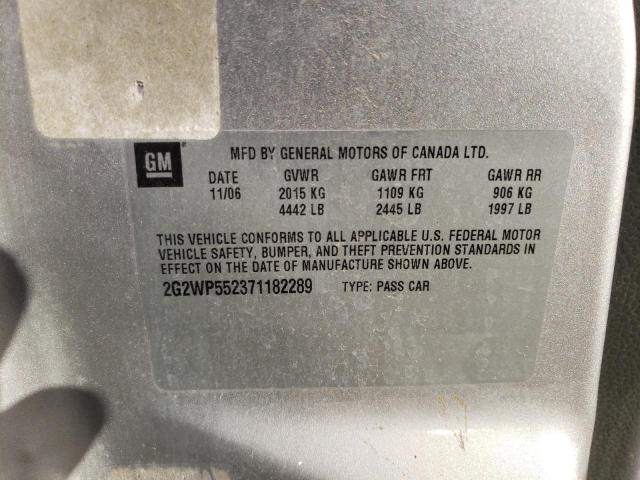 GM
MFD BY GENERAL MOTORS OF CANADA LTD.
DATE GVWR GAWR FRT GAWR RR
11/06 2015 KG 1109 KG 906 KG
4442 LB 2445 LB 1997 LB
THIS VEHICLE CONFORMS TO ALL APPLICABLE U.S. FEDERAL MOTOR
VEHICLE SAFETY, BUMPER, AND THEFT PREVENTION STANDARDS IN
EFFECT ON THE DATE OF MANUFACTURE SHOWN ABOVE.
2G2WP552371182289 TYPE: PASS CAR